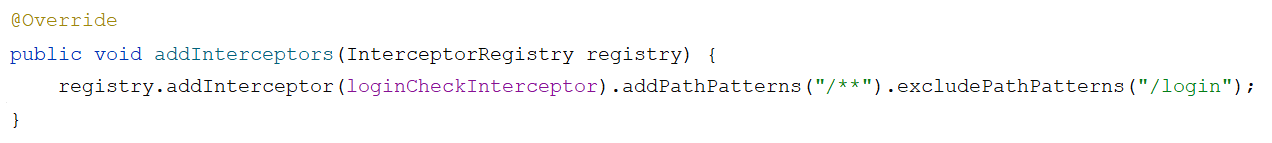 @Override
public void addInterceptors(InterceptorRegistry registry) {
    registry.addInterceptor(loginCheckInterceptor).addPathPatterns("/**").excludePathPatterns("/login");
}